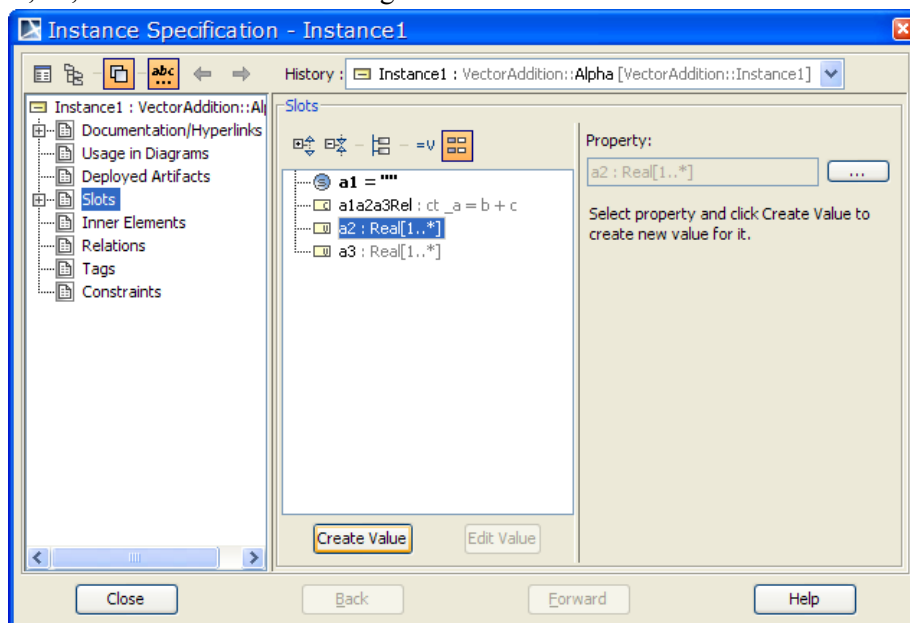 Instance Specification - Instance1
abc
...
History : Instance1 : VectorAddition::Alpha [VectorAddition::Instance1]
Instance1 : VectorAddition::Al
Documentation/Hyperlinks
Usage in Diagrams
Deployed Artifacts
Slots
Inner Elements
Relations
Tags
Constraints
Slots
=V
a1 = ""
a1a2a3Rel : ct _a = b + c
a2 : Real[1..*]
a3 : Real[1..*]
Create Value
Edit Value
Property:
a2 : Real[1..*]
...
Select property and click Create Value to
create new value for it.
Close
Back
Forward
Help